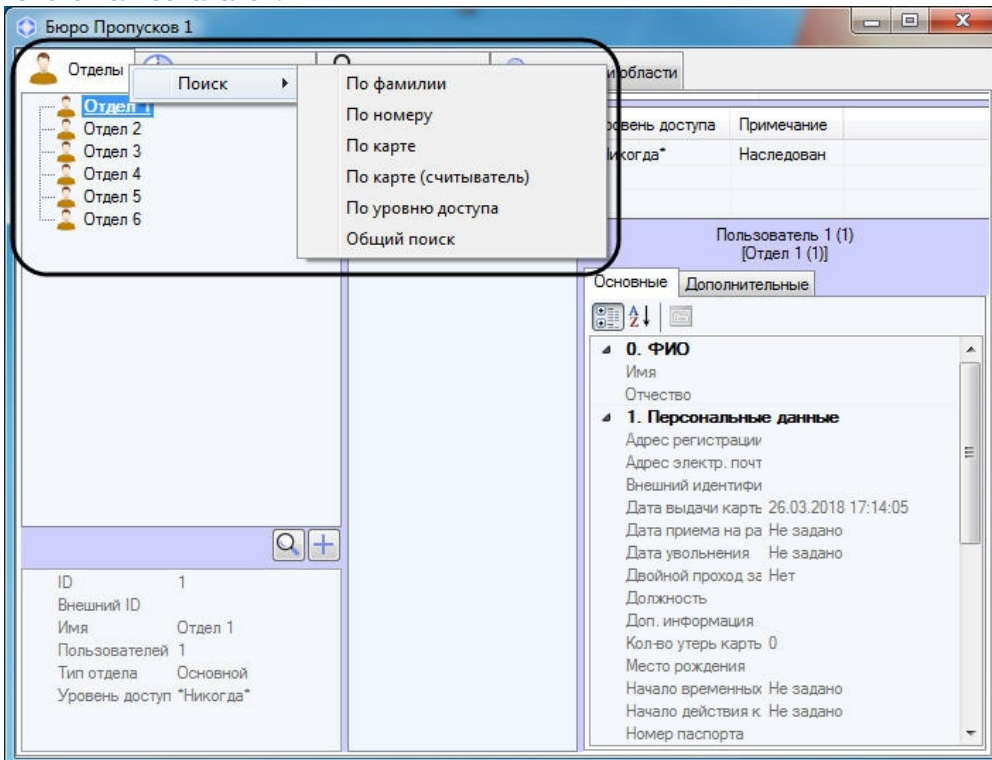 Бюро Пропусков 1
Отделы
области
Поиск
По фамилии
По номеру
По карте
По карте (считыватель)
По уровню доступа
Общий поиск
Отдел 1
Отдел 2
Отдел 3
Отдел 4
Отдел 5
Отдел 6
доступа Примечание
Наследован
Пользователь 1 (1)
[Отдел 1 (1)]
Основные Дополнительные
0. ФИО
Имя
Отчество
1. Персональные данные
Адрес регистрации
Адрес электр. почт
Внешний идентифи
Дата выдачи карть 26.03.2018 17:14:05
Дата приема на ра Не задано
Дата увольнения Не задано
Двойной проход за Нет
Должность
Доп. информация
Кол-во утерь карть 0
Место рождения
Начало временных Не задано
Начало действия к Не задано
Номер паспорта
ID 1
Внешний ID
Имя Отдел 1
Пользователей 1
Тип отдела Основной
Уровень доступ *Никогда*